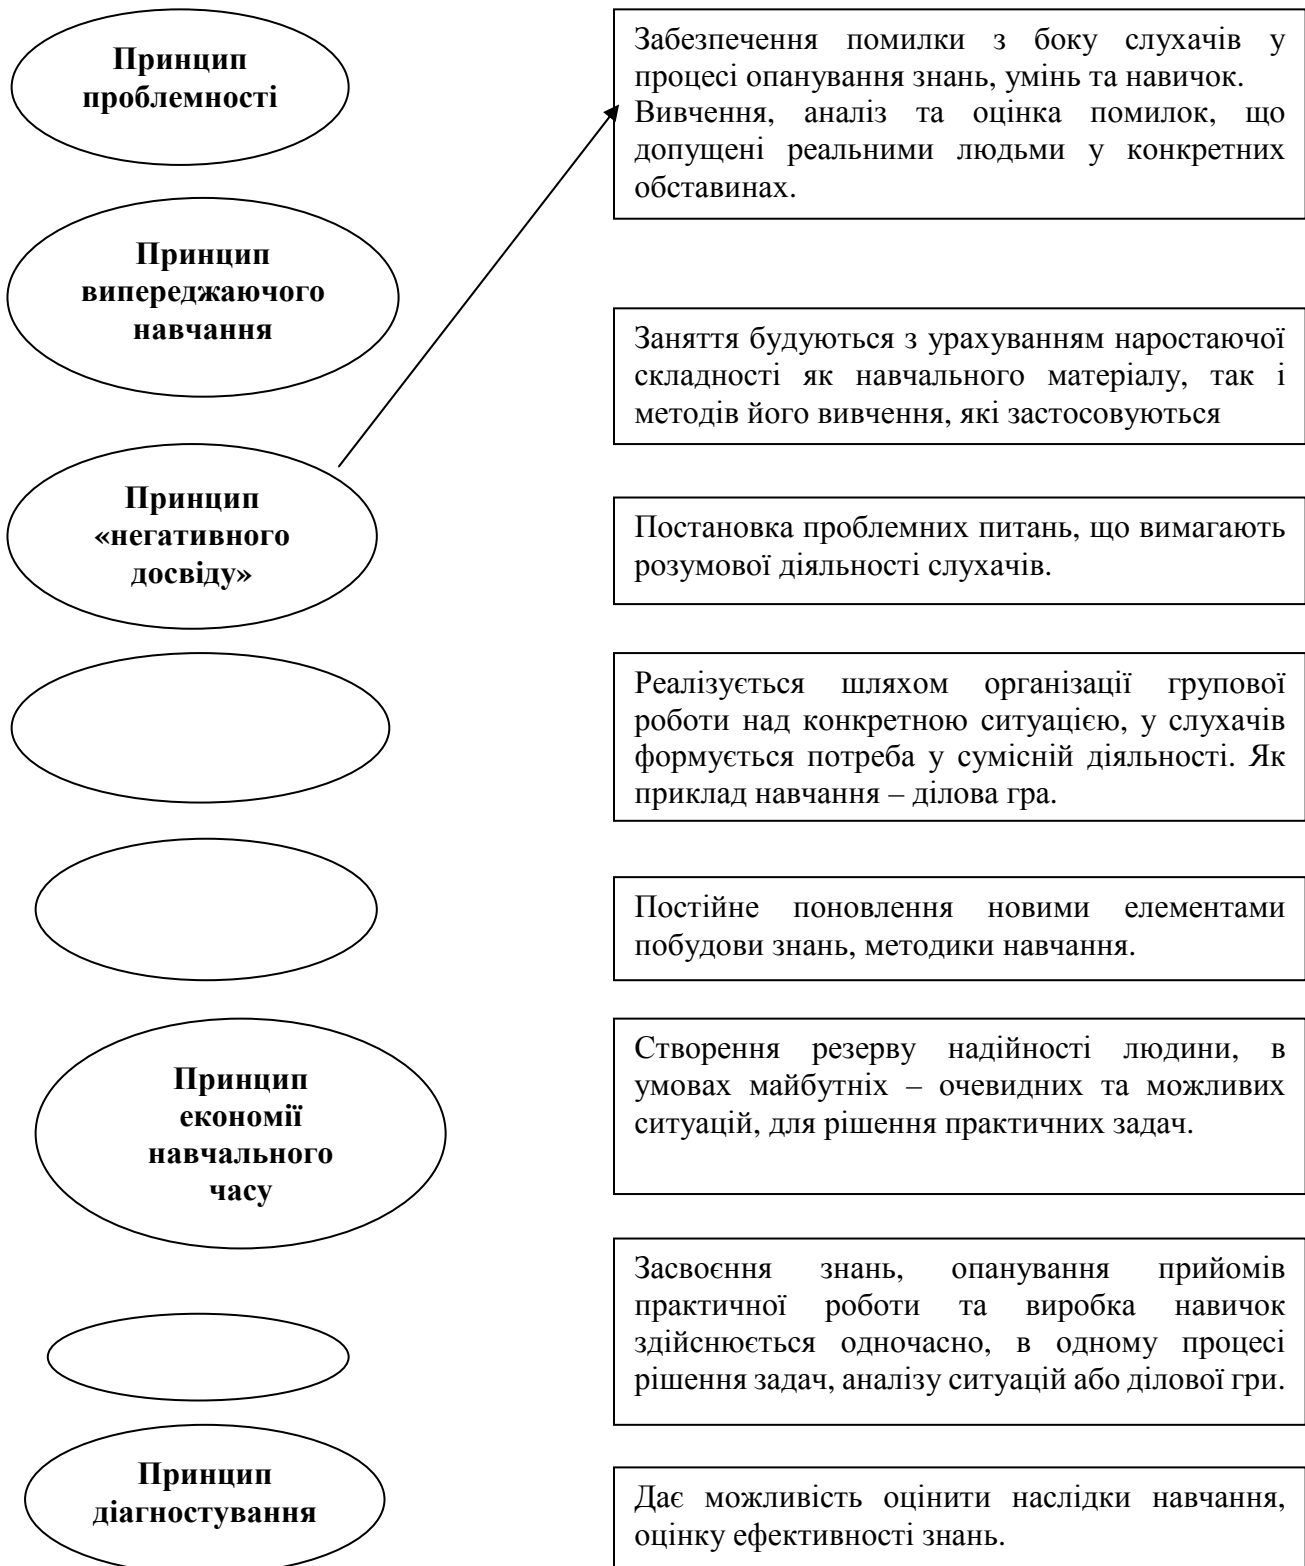 Принцип
проблемності
Забезпечення помилки з боку слухачів у
процесі опанування знань, умінь та навичок.
Вивчення, аналіз та оцінка помилок, що
допущені реальними людьми у конкретних
обставинах.
Принцип
випереджаючого
навчання
Заняття будуються з урахуванням наростаючої
складності як навчального матеріалу, так і
методів його вивчення, які застосовуються
Принцип
«негативного
досвіду»
Постановка проблемних питань, що вимагають
розумової діяльності слухачів.
Реалізується шляхом організації групової
роботи над конкретною ситуацією, у слухачів
формується потреба у сумісній діяльності. Як
приклад навчання – ділова гра.
Постійне поновлення новими елементами
побудови знань, методики навчання.
Принцип
економії
навчального
часу
Створення резерву надійності людини, в
умовах майбутніх – очевидних та можливих
ситуацій, для рішення практичних задач.
Засвоєння знань, опанування прийомів
практичної роботи та виробка навичок
здійснюється одночасно, в одному процесі
рішення задач, аналізу ситуацій або ділової гри.
Принцип
діагностування
Дає можливість оцінити наслідки навчання,
оцінку ефективності знань.